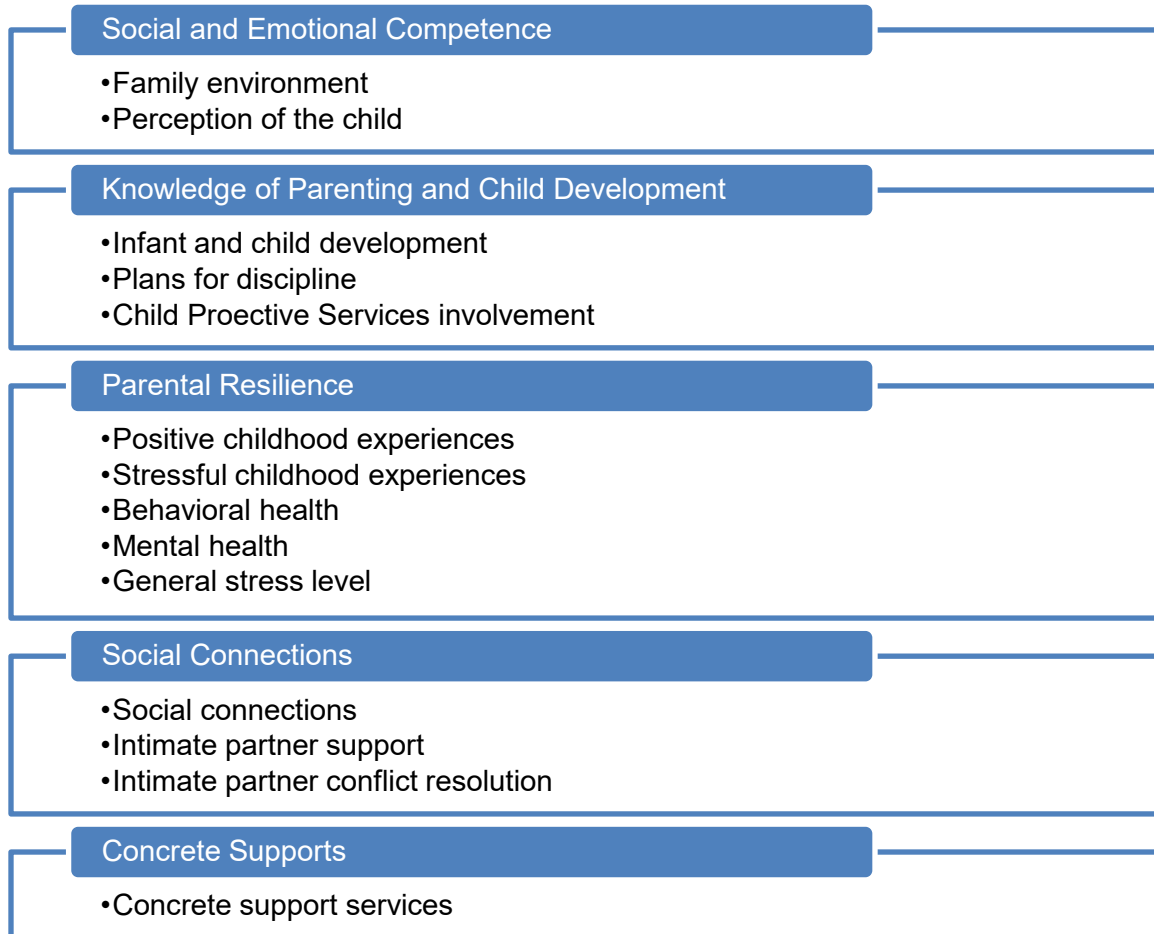 Social and Emotional Competence
•Family environment
•Perception of the child
Knowledge of Parenting and Child Development
•Infant and child development
•Plans for discipline
•Child Proective Services involvement
Parental Resilience
•Positive childhood experiences
•Stressful childhood experiences
•Behavioral health
•Mental health
•General stress level
Social Connections
•Social connections
•Intimate partner support
•Intimate partner conflict resolution
Concrete Supports
•Concrete support services